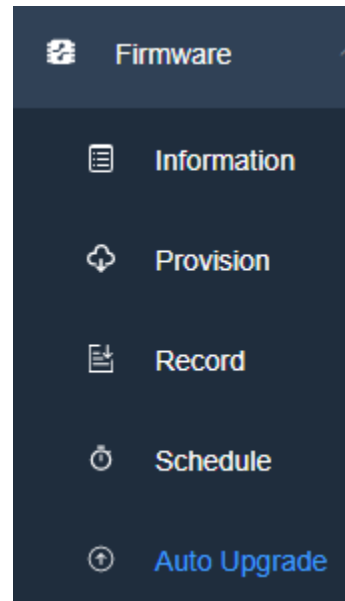 Firmware
Information
Provision
Record
Schedule
Auto Upgrade